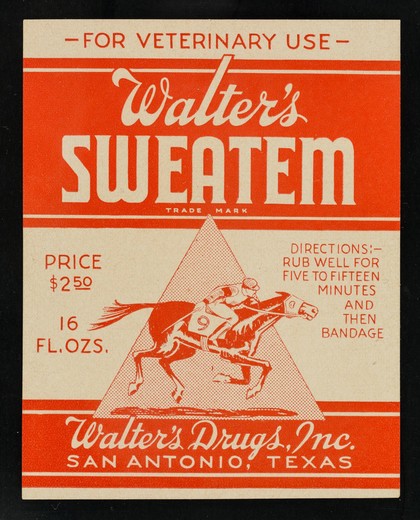 –FOR VETERINARY USE–
Walter's
SWEATEM
TRADE MARK
PRICE
$2.50
16
FL.OZS.
DIRECTIONS:–
RUB WELL FOR
FIVE TO FIFTEEN
MINUTES
AND
THEN
BANDAGE
9
Walter's Drugs, Inc.
SAN ANTONIO, TEXAS